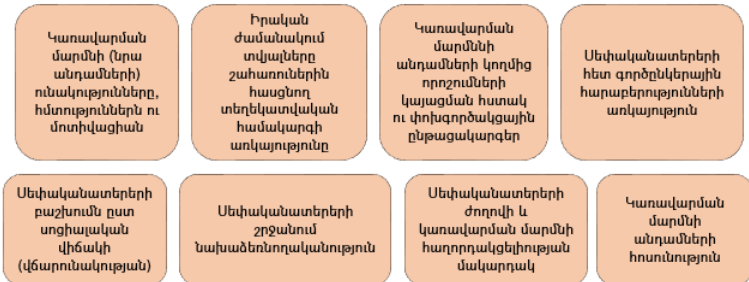 Կառավարման
մարմնի (նրա
անդամների)
ունակությունները,
հմտություններն ու
մոտիվացիան
Իրական
ժամանակում
տվյալները
շահառուներին
հասցնող
տեղեկատվական
համակարգի
առկայությունը
Կառավարման
մարմննի
անդամների կողմից
որոշումների
կայացման հստակ
ու փոխգործակցային
ընթացակարգեր
Սեփականատերերի
հետ գործընկերային
հարաբերությունների
առկայություն
Սեփականատերերի
բաշխումն ըստ
սոցիալական
վիճակի
(վճարունակության)
Սեփականատերերի
շրջանում
նախաձեռնողականություն
Սեփականատերերի
ժողովի և
կառավարման մարմնի
հաղորդակցելիության
մակարդակ
Կառավարման
մարմնի
անդամների
հոսունություն